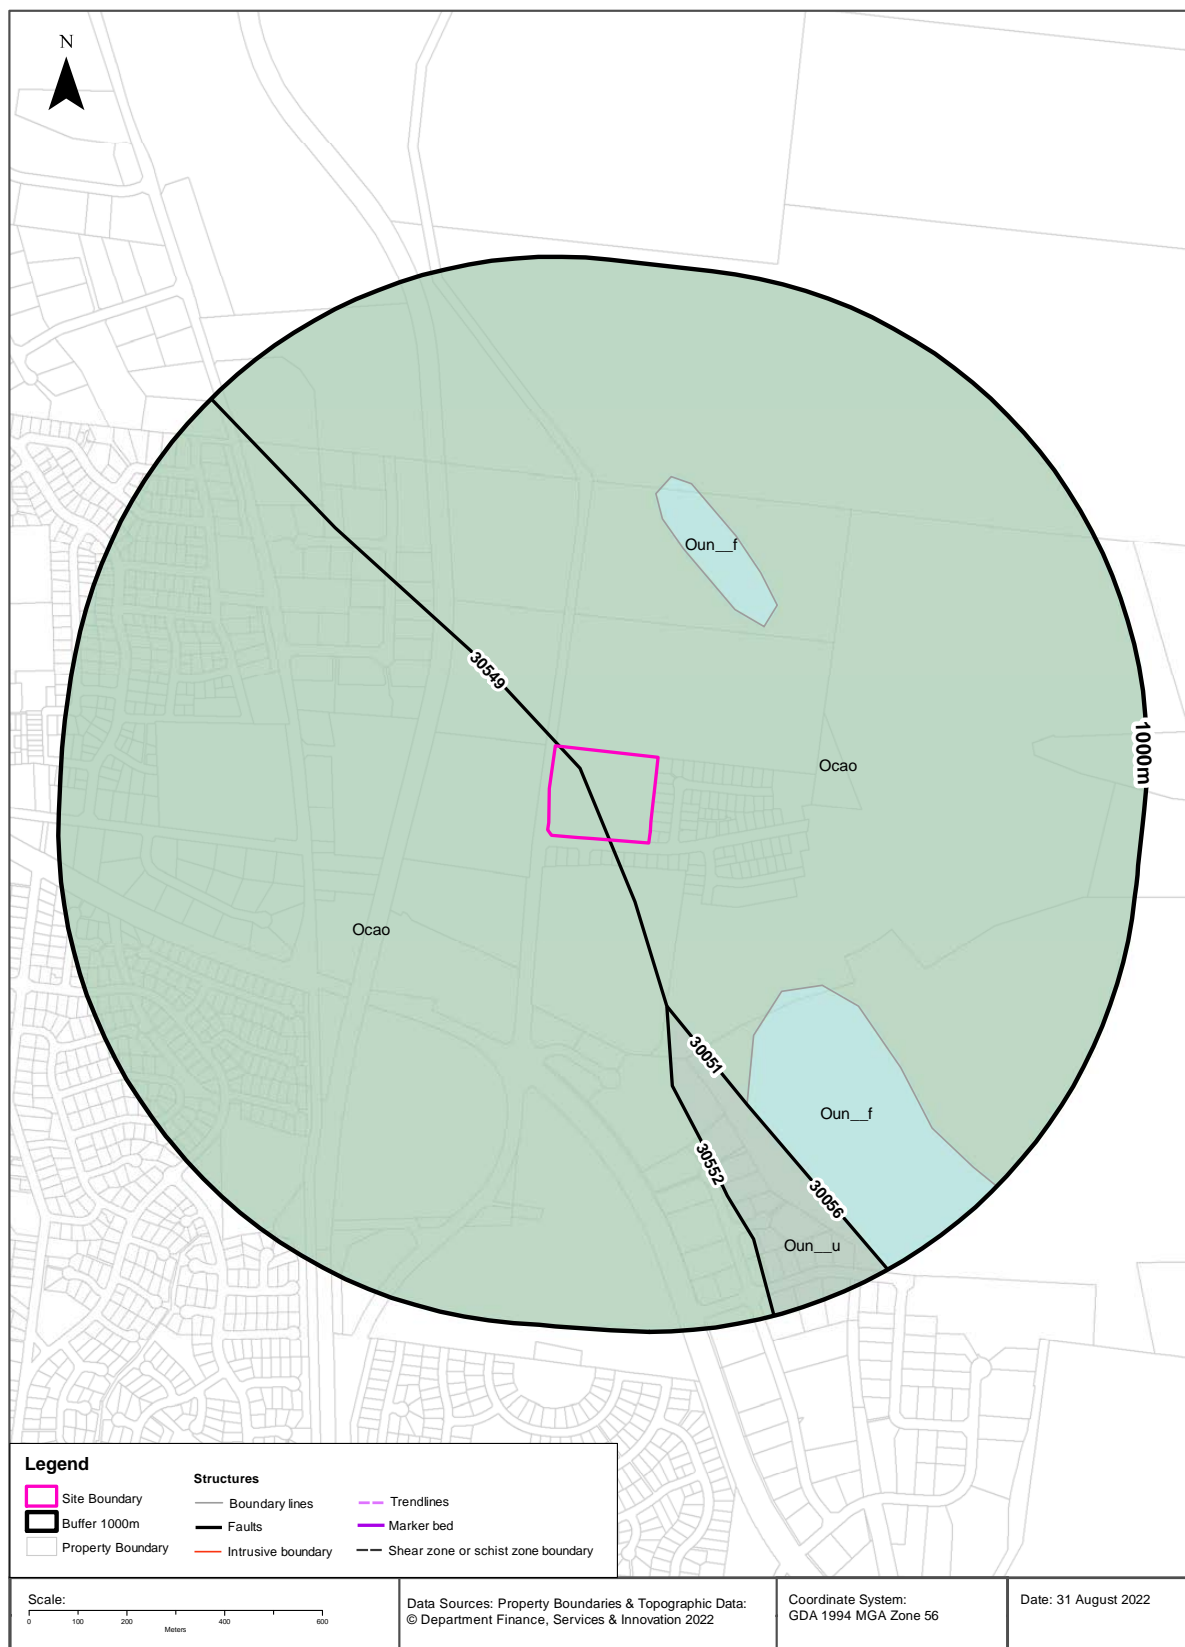 N
Oun__f
30549
1000m
Ocao
Ocao
30051
Oun__f
30552
30056
Oun__u
Legend
Site Boundary
Buffer 1000m
Property Boundary
Structures
Boundary lines
Faults
Intrusive boundary
Trendlines
Marker bed
Shear zone or schist zone boundary
Scale:
0 100 200 400 600
Meters
Data Sources: Property Boundaries & Topographic Data:
© Department Finance, Services & Innovation 2022
Coordinate System:
GDA 1994 MGA Zone 56
Date: 31 August 2022